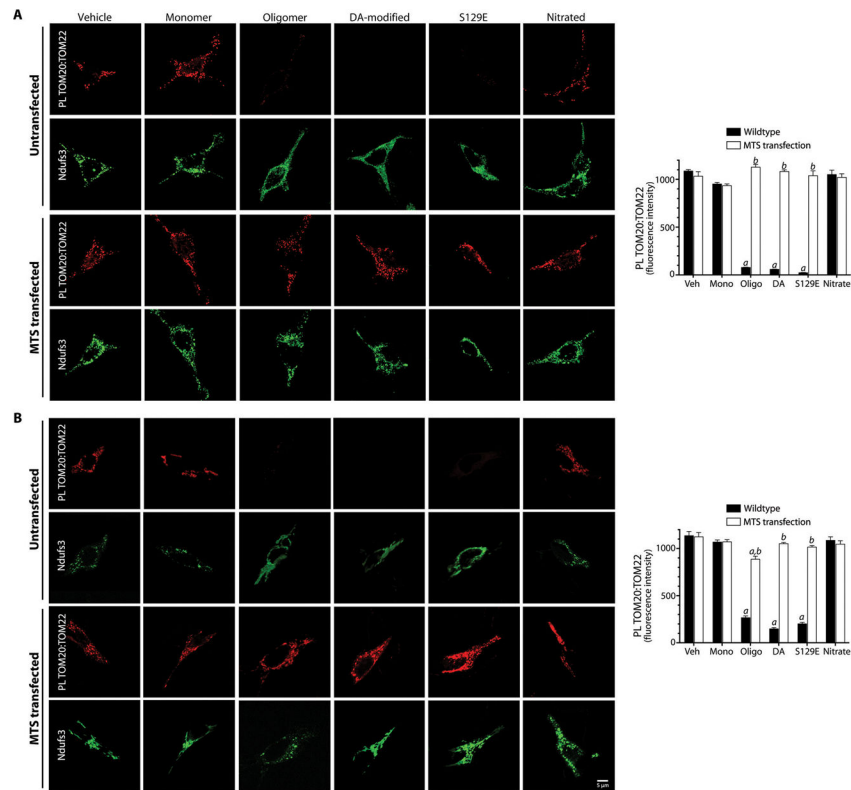 A
Vehicle Monomer Oligomer DA-modified S129E Nitrated
Untransfected
PL TOM20:TOM22
Ndufs3
MTS transfected
PL TOM20:TOM22
Ndufs3
Wildtype
MTS transfection
PL TOM20:TOM22
(fluorescence intensity)
1000
500
0
b b b
a a a
Veh Mono Oligo DA S129E Nitrate
B
Untransfected
PL TOM20:TOM22
Ndufs3
MTS transfected
PL TOM20:TOM22
Ndufs3
5 µm
Wildtype
MTS transfection
PL TOM20:TOM22
(fluorescence intensity)
1000
500
0
a,b b b
a a a
Veh Mono Oligo DA S129E Nitrate